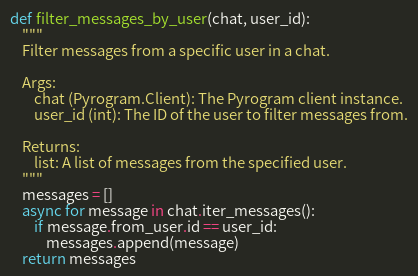 def filter_messages_by_user(chat, user_id):
    """
    Filter messages from a specific user in a chat.

    Args:
        chat (Pyrogram.Client): The Pyrogram client instance.
        user_id (int): The ID of the user to filter messages from.

    Returns:
        list: A list of messages from the specified user.
    """
    messages = []
    async for message in chat.iter_messages():
        if message.from_user.id == user_id:
            messages.append(message)
    return messages